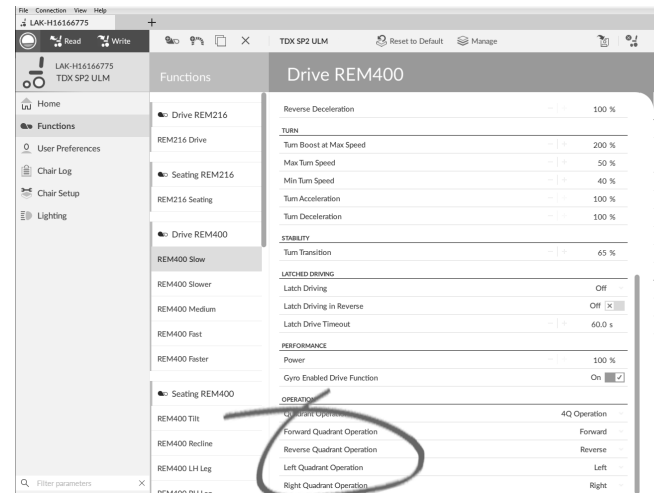 File Connection View Help
LAK-H16166775
+
Read Write TDX SP2 ULM Reset to Default Manage
LAK-H16166775
TDX SP2 ULM
Functions
Drive REM400
Home
Functions
User Preferences
Chair Log
Chair Setup
Lighting
Filter parameters
Drive REM216
REM216 Drive
Seating REM216
REM216 Seating
Drive REM400
REM400 Slow
REM400 Slower
REM400 Medium
REM400 Fast
REM400 Faster
Seating REM400
REM400 Tilt
REM400 Recline
REM400 LH Leg
REM400 RH Leg
Reverse Deceleration 100 %
TURN
Turn Boost at Max Speed 200 %
Max Turn Speed 50 %
Min Turn Speed 40 %
Turn Acceleration 100 %
Turn Deceleration 100 %
STABILITY
Turn Transition 65 %
LATCHED DRIVING
Latch Driving Off
Latch Driving in Reverse Off
Latch Drive Timeout 60.0 s
PERFORMANCE
Power 100 %
Gyro Enabled Drive Function On
OPERATION
Quadrant Operation 4Q Operation
Forward Quadrant Operation Forward
Reverse Quadrant Operation Reverse
Left Quadrant Operation Left
Right Quadrant Operation Right